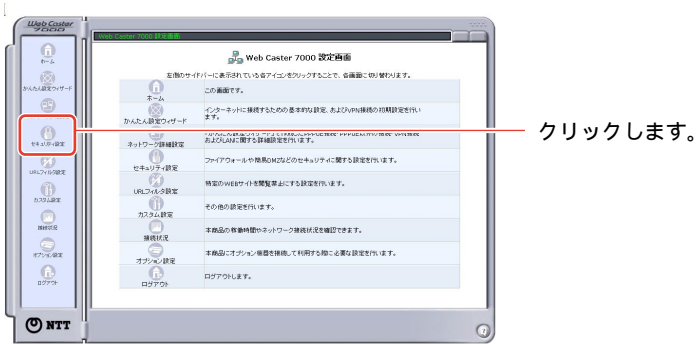 Web Caster
7000
Web Caster 7000 設定画面
Web Caster 7000 設定画面
左側のサイドバーに表示されている各アイコンをクリックすることで、各画面に切り替わります。
ホーム
かんたん設定ウィザード
セキュリティ設定
URLフィルタ設定
カスタム設定
接続状況
オプション設定
ログアウト
ホーム
この画面です。
かんたん設定ウィザード
インターネットに接続するための基本的な設定、およびVPN接続の初期設定を行います。
ネットワーク詳細設定
およびLANに関する詳細設定を行います。
セキュリティ設定
ファイアウォールや簡易DMZなどのセキュリティに関する設定を行います。
URLフィルタ設定
特定のWEBサイトを閲覧禁止にする設定を行います。
カスタム設定
その他の設定を行います。
接続状況
本商品の稼働時間やネットワーク接続状況を確認できます。
オプション設定
本商品にオプション機器を接続して利用する際に必要な設定を行います。
ログアウト
ログアウトします。
クリックします。
NTT